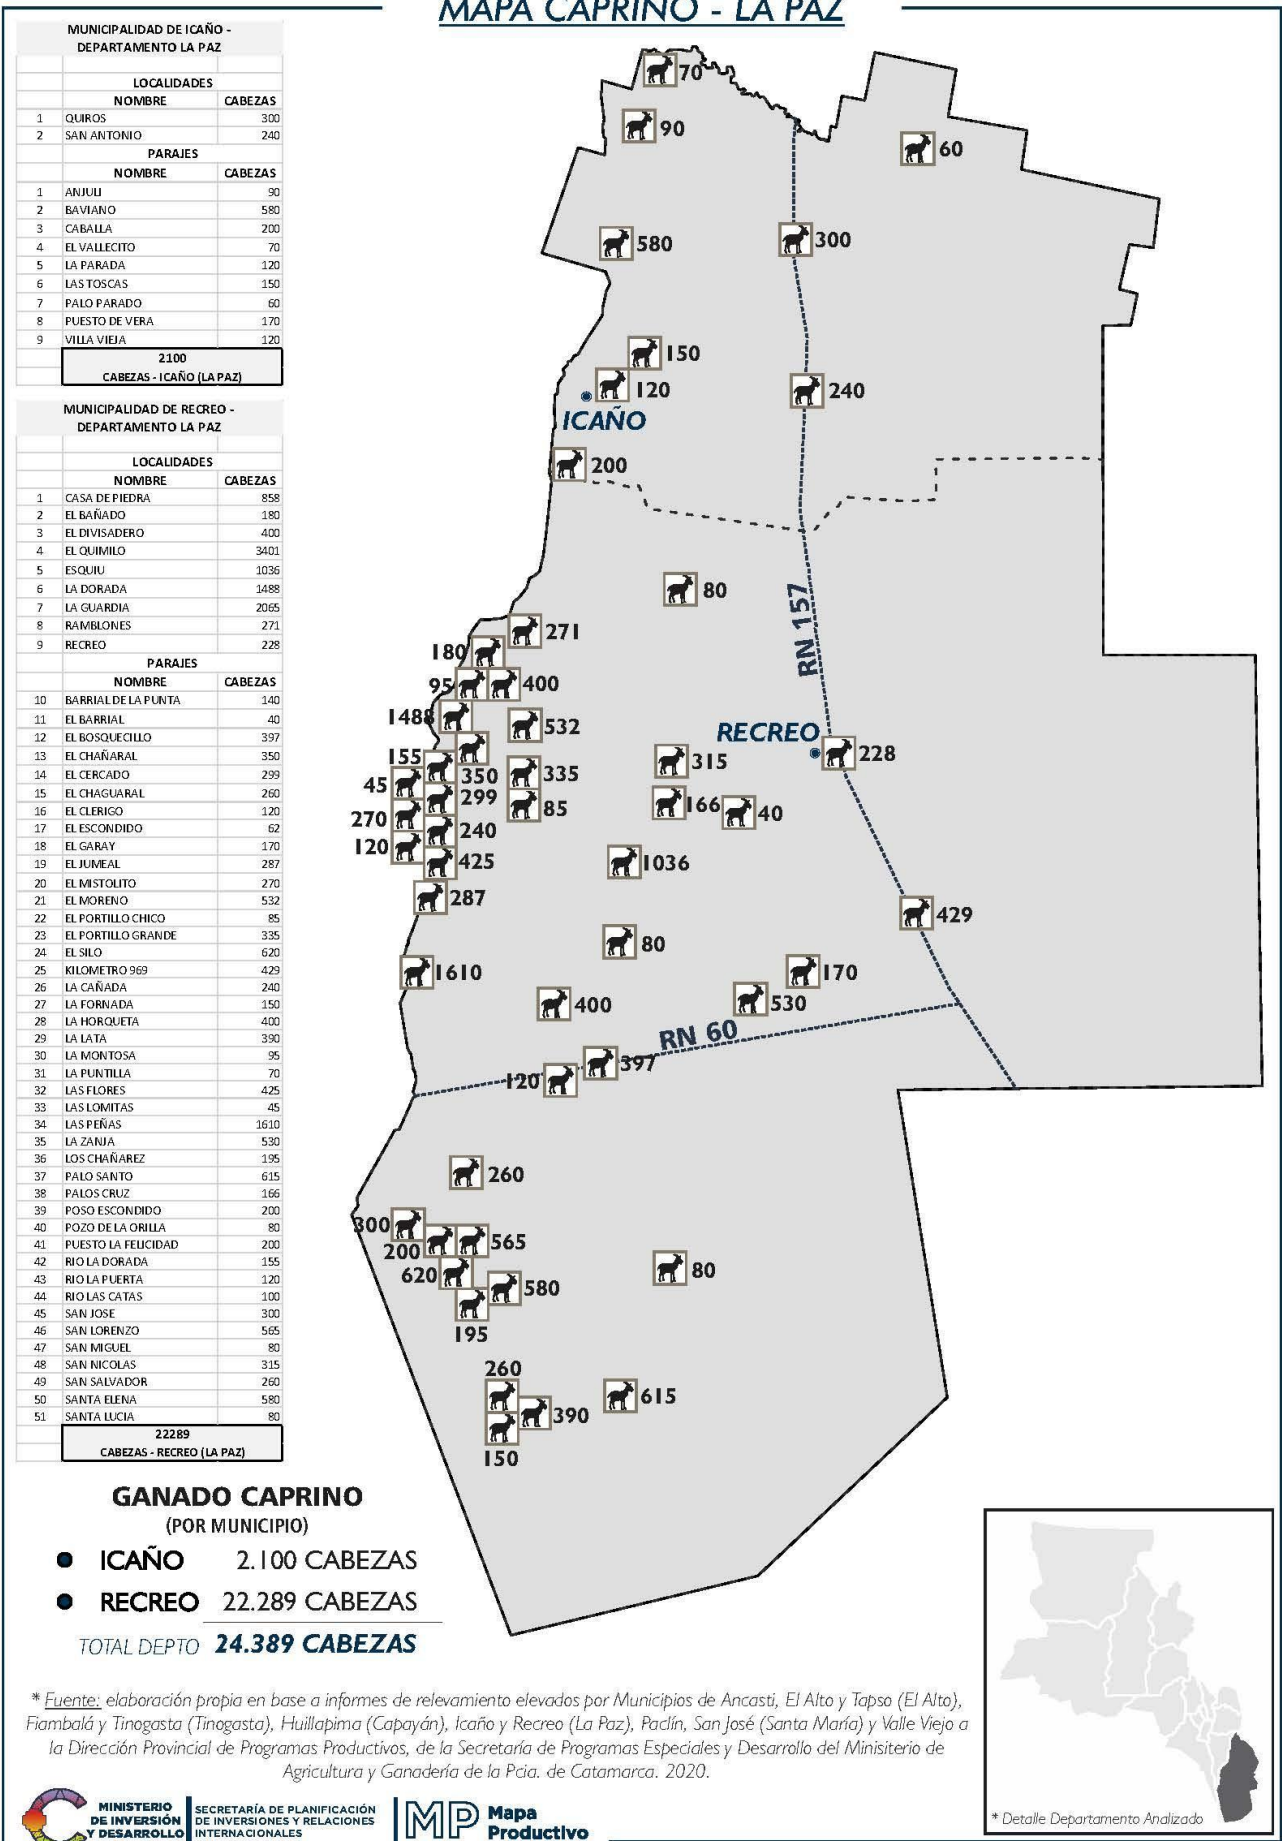 MAPA CAPRINO - LA PAZ
MUNICIPALIDAD DE ICAÑO -
DEPARTAMENTO LA PAZ
LOCALIDADES
NOMBRE CABEZAS
1 QUIROS 300
2 SAN ANTONIO 240
PARAJES
NOMBRE CABEZAS
1 ANJULI 90
2 BAVIANO 580
3 CABALLA 200
4 EL VALLECITO 70
5 LA PARADA 120
6 LAS TOSCAS 150
7 PALO PARADO 60
8 PUESTO DE VERA 170
9 VILLA VIEJA 120
2100
CABEZAS - ICAÑO (LA PAZ)
MUNICIPALIDAD DE RECREO -
DEPARTAMENTO LA PAZ
LOCALIDADES
NOMBRE CABEZAS
1 CASA DE PIEDRA 858
2 EL BAÑADO 180
3 EL DIVISADERO 400
4 EL QUIMILO 3401
5 ESQUIU 1036
6 LA DORADA 1488
7 LA GUARDIA 2065
8 RAMBLONES 271
9 RECREO 228
PARAJES
NOMBRE CABEZAS
10 BARRIAL DE LA PUNTA 140
11 EL BARRIAL 40
12 EL BOSQUECILLO 397
13 EL CHAÑARAL 350
14 EL CERCADO 299
15 EL CHAGUARAL 260
16 EL CLERIGO 120
17 EL ESCONDIDO 62
18 EL GARAY 170
19 EL JUMEAL 287
20 EL MISTOLITO 270
21 EL MORENO 532
22 EL PORTILLO CHICO 85
23 EL PORTILLO GRANDE 335
24 EL SILO 620
25 KILOMETRO 969 429
26 LA CAÑADA 240
27 LA FORNADA 150
28 LA HORQUETA 400
29 LA LATA 390
30 LA MONTOSA 95
31 LA PUNTILLA 70
32 LAS FLORES 425
33 LAS LOMITAS 45
34 LAS PEÑAS 1610
35 LA ZANJA 530
36 LOS CHAÑAREZ 195
37 PALO SANTO 615
38 PALOS CRUZ 166
39 POSO ESCONDIDO 200
40 POZO DE LA ORILLA 80
41 PUESTO LA FELICIDAD 200
42 RIO LA DORADA 155
43 RIO LA PUERTA 120
44 RIO LAS CATAS 100
45 SAN JOSE 300
46 SAN LORENZO 565
47 SAN MIGUEL 80
48 SAN NICOLAS 315
49 SAN SALVADOR 260
50 SANTA ELENA 580
51 SANTA LUCIA 80
22289
CABEZAS - RECREO (LA PAZ)
70
90
60
580
300
150
120
240
ICAÑO
200
80
RN 157
271
180
95
400
1488
532
RECREO
228
155
350
335
315
45
299
85
166
40
270
240
120
425
1036
287
429
80
1610
170
400
530
RN 60
397
120
260
300
200
565
620
580
80
195
260
615
390
150
GANADO CAPRINO
(POR MUNICIPIO)
ICAÑO 2.100 CABEZAS
RECREO 22.289 CABEZAS
TOTAL DEPTO 24.389 CABEZAS
* Fuente: elaboración propia en base a informes de relevamiento elevados por Municipios de Ancasti, El Alto y Tapso (El Alto),
Fiambalá y Tinogasta (Tinogasta), Huillapima (Capayán), Icaño y Recreo (La Paz), Paclín, San José (Santa María) y Valle Viejo a
la Dirección Provincial de Programas Productivos, de la Secretaría de Programas Especiales y Desarrollo del Minisiterio de
Agricultura y Ganadería de la Pcia. de Catamarca. 2020.
* Detalle Departamento Analizado
MINISTERIO
DE INVERSIÓN
Y DESARROLLO
SECRETARÍA DE PLANIFICACIÓN
DE INVERSIONES Y RELACIONES
INTERNACIONALES
MP Mapa
Productivo